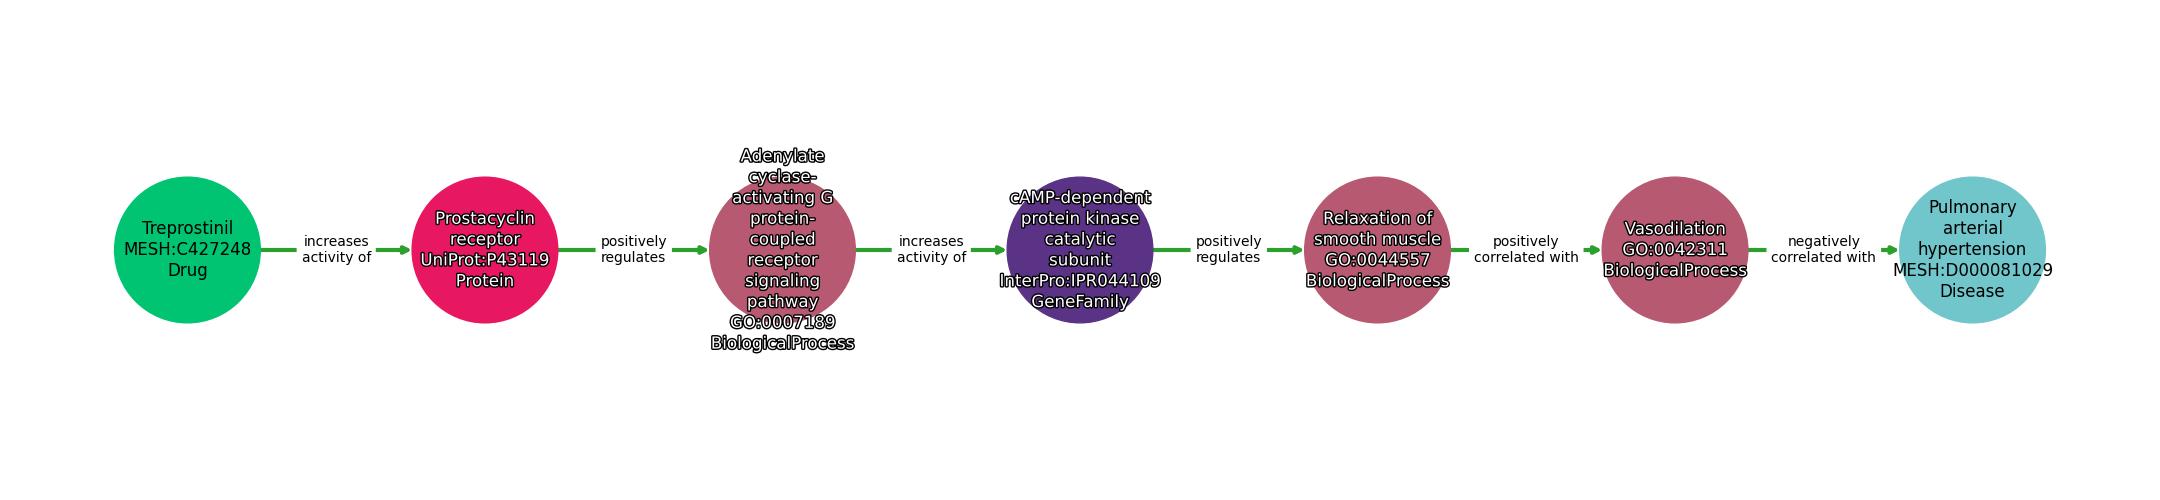 Treprostinil
MESH:C427248
Drug
increases
activity of
Prostacyclin
receptor
UniProt:P43119
Protein
positively
regulates
Adenylate
cyclase-
activating G
protein-
coupled
receptor
signaling
pathway
GO:0007189
BiologicalProcess
increases
activity of
cAMP-dependent
protein kinase
catalytic
subunit
InterPro:IPR044109
GeneFamily
positively
regulates
Relaxation of
smooth muscle
GO:0044557
BiologicalProcess
positively
correlated with
Vasodilation
GO:0042311
BiologicalProcess
negatively
correlated with
Pulmonary
arterial
hypertension
MESH:D000081029
Disease